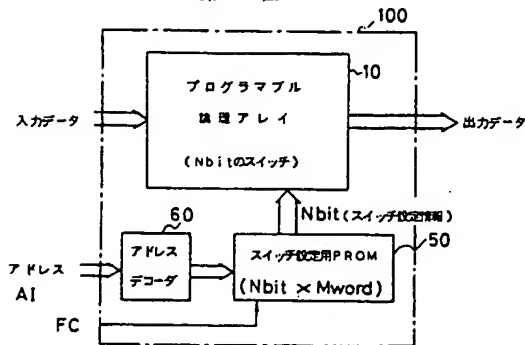 100
プログラマブル
論理アレイ
(Nbitのスイッチ)
10
入力データ
出力データ
Nbit(スイッチ設定情報)
60
アドレス
デコーダ
アドレス
AI
スイッチ設定用PROM
(Nbit × Mword)
50
FC